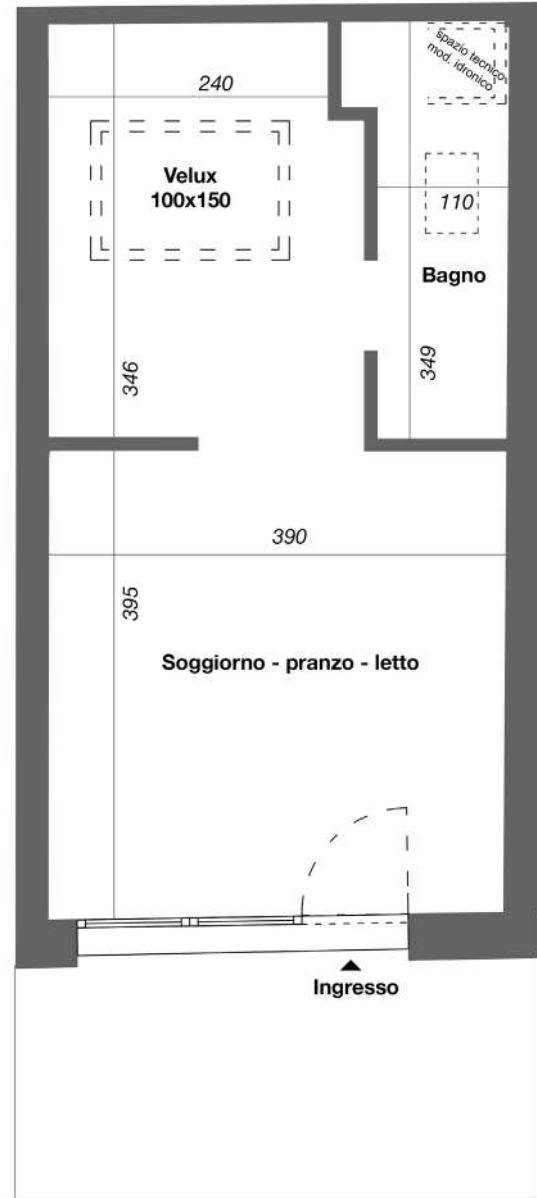 spazio tecnico
mod. idronico
240
Velux
100x150
110
Bagno
346
349
390
395
Soggiorno - pranzo - letto
Ingresso